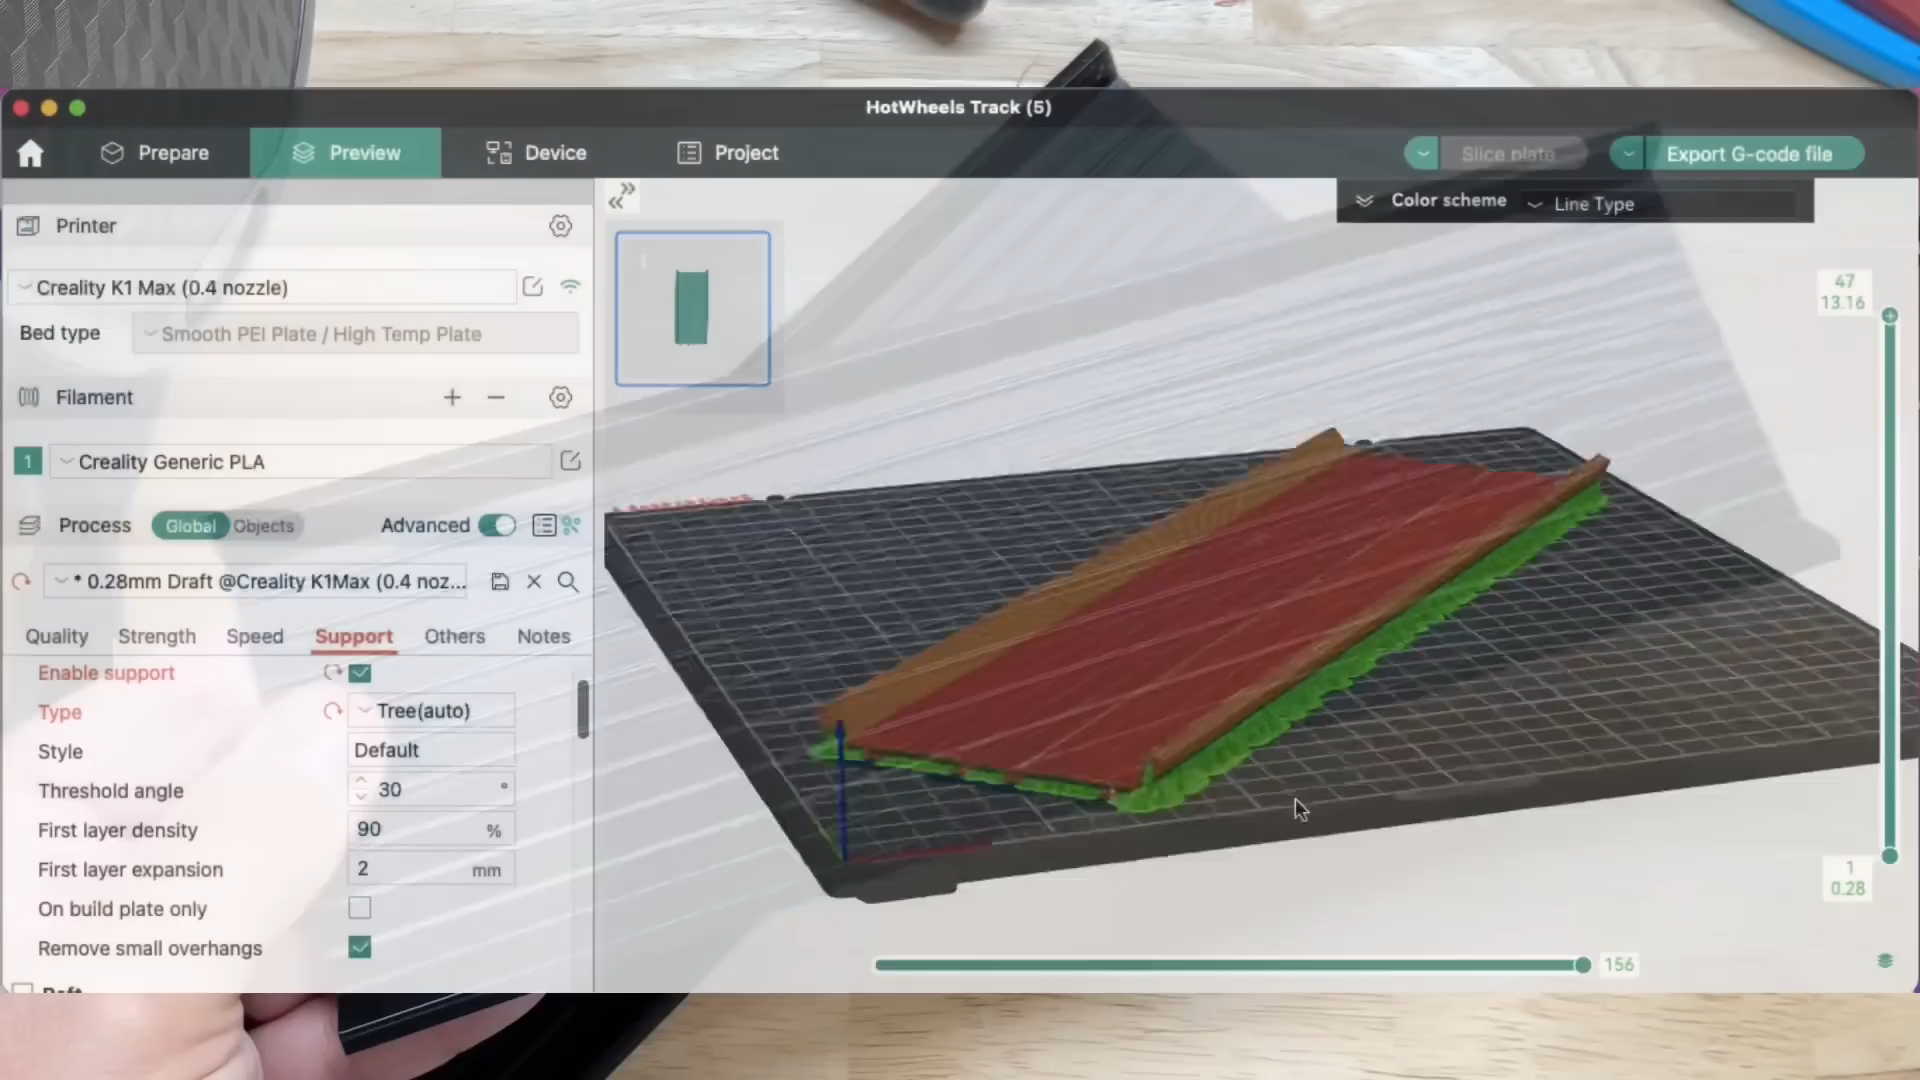 HotWheels Track (5)
Prepare
Preview
Device
Project
Slice plate
Export G-code file
Color scheme
Line Type
Printer
Creality K1 Max (0.4 nozzle)
Bed type
Smooth PEI Plate / High Temp Plate
Filament
1
Creality Generic PLA
Process
Global
Objects
Advanced
* 0.28mm Draft @Creality K1Max (0.4 noz...
Quality
Strength
Speed
Support
Others
Notes
Enable support
Type
Tree(auto)
Style
Default
Threshold angle
30 °
First layer density
90 %
First layer expansion
2 mm
On build plate only
Remove small overhangs
47
13.16
1
0.28
156